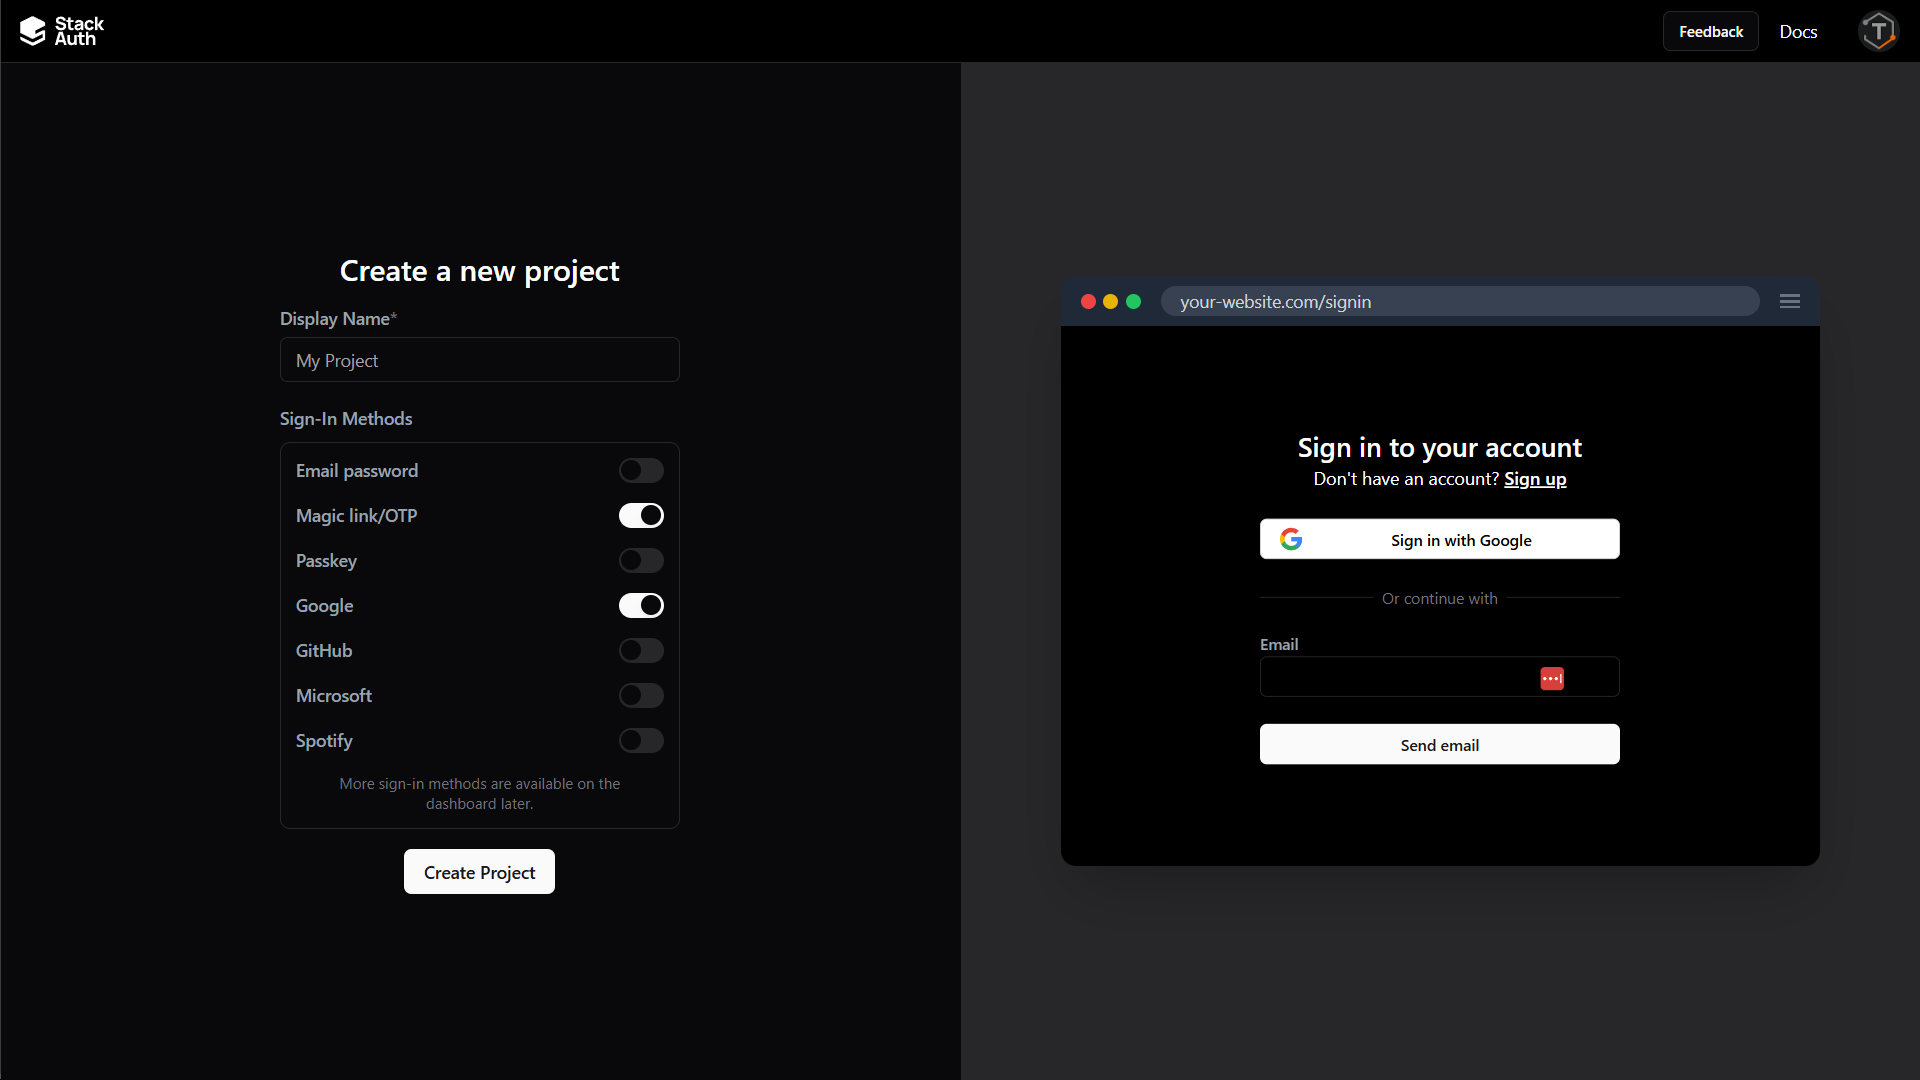 Stack
Auth
Feedback
Docs
T
Create a new project
Display Name*
My Project
Sign-In Methods
Email password
Magic link/OTP
Passkey
Google
GitHub
Microsoft
Spotify
More sign-in methods are available on the
dashboard later.
Create Project
your-website.com/signin
Sign in to your account
Don't have an account? Sign up
Sign in with Google
Or continue with
Email
Send email